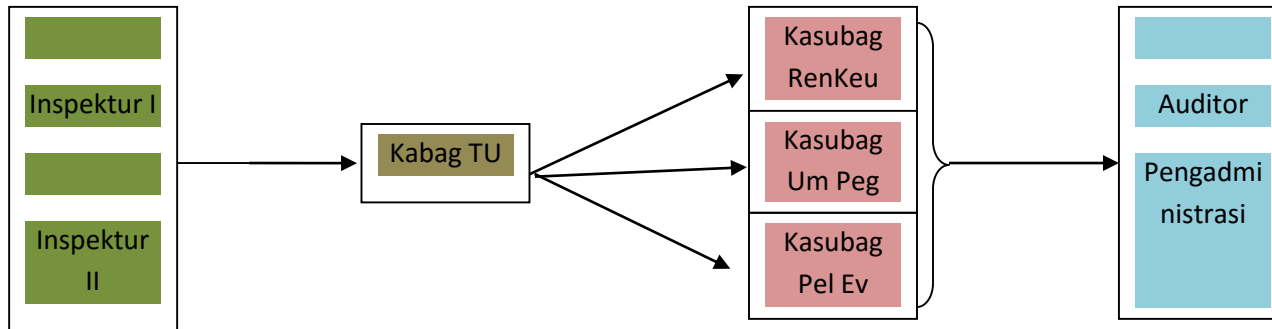 Inspektur I
Inspektur
II
Kabag TU
Kasubag
RenKeu
Kasubag
Um Peg
Kasubag
Pel Ev
Auditor
Pengadmi
nistrasi